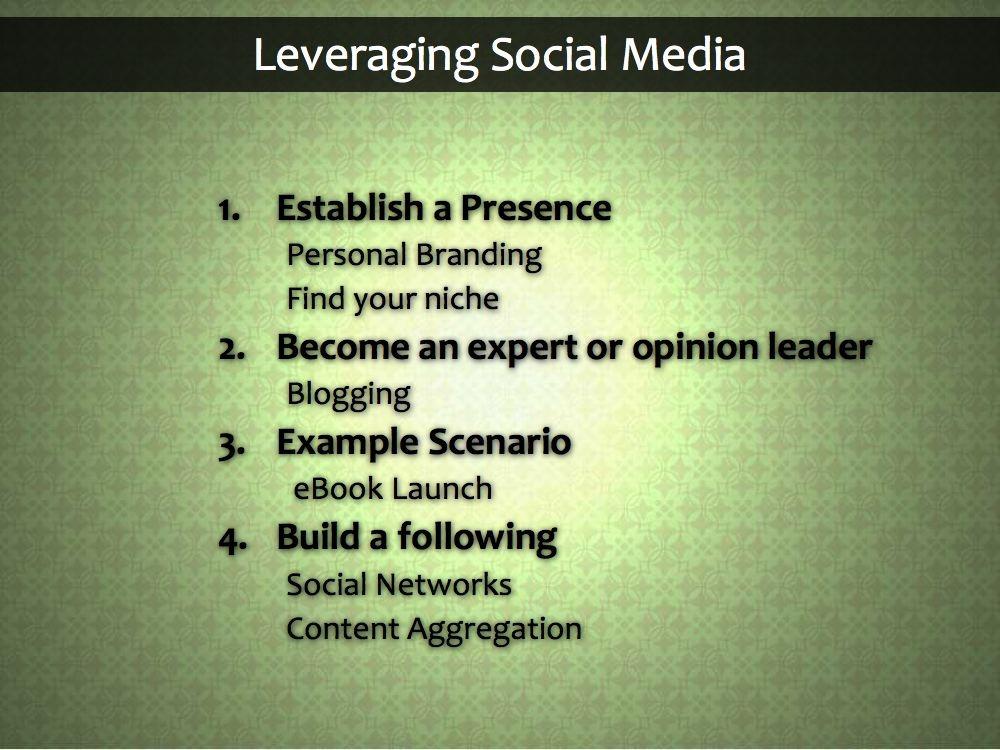 Leveraging Social Media
1. Establish a Presence
Personal Branding
Find your niche
2. Become an expert or opinion leader
Blogging
3. Example Scenario
eBook Launch
4. Build a following
Social Networks
Content Aggregation